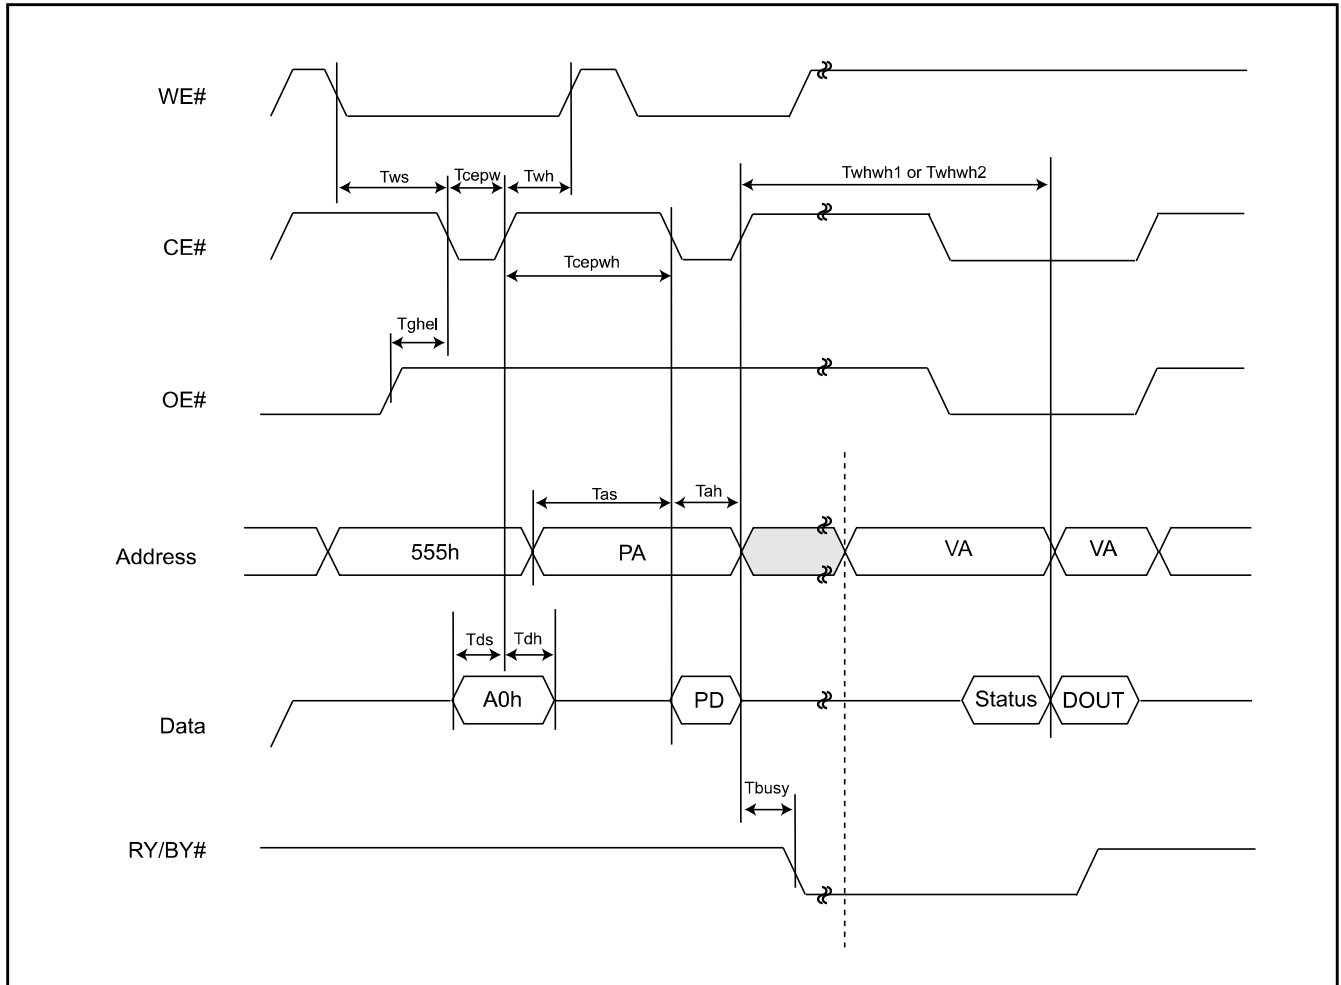 WE#
Tws
Tcepw
Twh
Twhwh1 or Twhwh2
CE#
Tcepwh
Tghel
OE#
Tas
Tah
Address
555h
PA
VA
VA
Tds
Tdh
Data
A0h
PD
Status
DOUT
Tbusy
RY/BY#